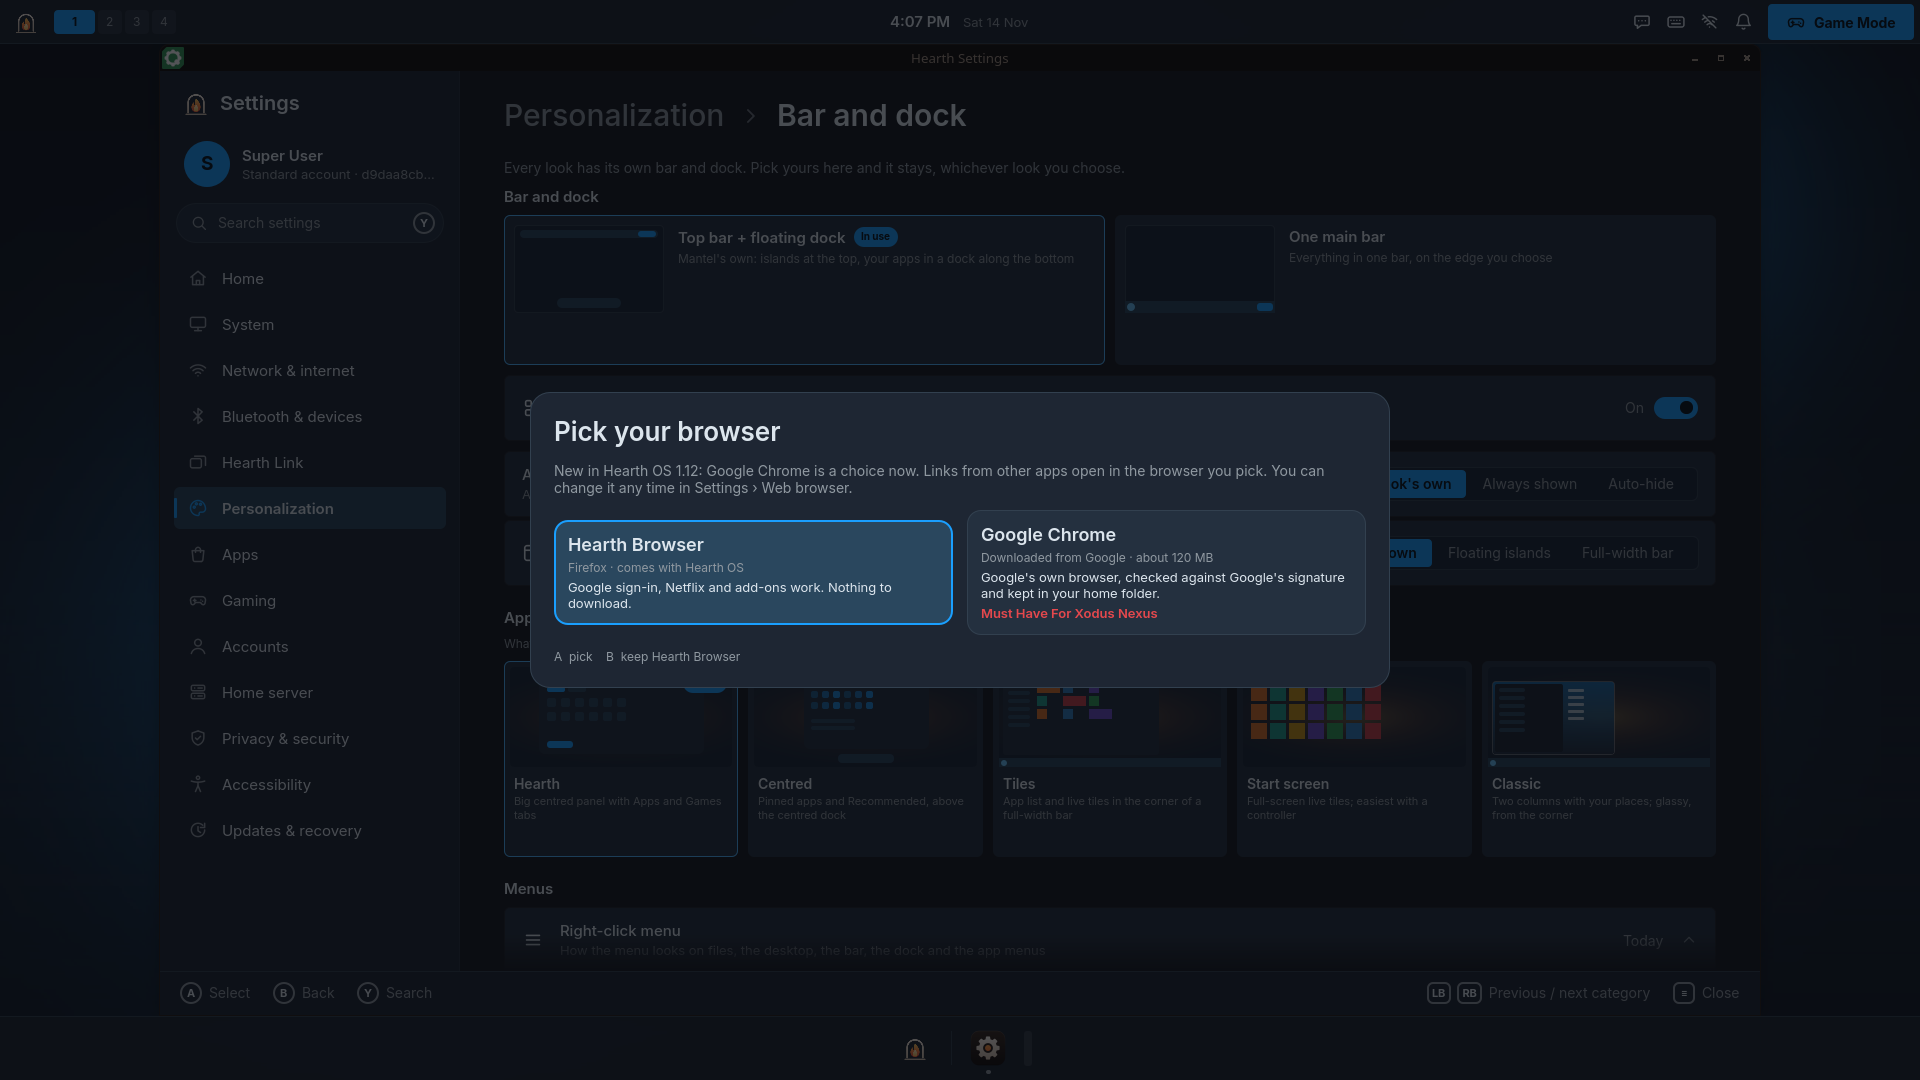 1 2 3 4
4:07 PM Sat 14 Nov
Game Mode
Hearth Settings
Settings
S
Super User
Standard account · d9daa8cb...
Search settings Y
Home
System
Network & internet
Bluetooth & devices
Hearth Link
Personalization
Apps
Gaming
Accounts
Home server
Privacy & security
Accessibility
Updates & recovery
Personalization › Bar and dock
Every look has its own bar and dock. Pick yours here and it stays, whichever look you choose.
Bar and dock
Top bar + floating dock In use
Mantel's own: islands at the top, your apps in a dock along the bottom
One main bar
Everything in one bar, on the edge you choose
On
ok's own Always shown Auto-hide
own Floating islands Full-width bar
Pick your browser
New in Hearth OS 1.12: Google Chrome is a choice now. Links from other apps open in the browser you pick. You can
change it any time in Settings › Web browser.
Hearth Browser
Firefox · comes with Hearth OS
Google sign-in, Netflix and add-ons work. Nothing to
download.
Google Chrome
Downloaded from Google · about 120 MB
Google's own browser, checked against Google's signature
and kept in your home folder.
Must Have For Xodus Nexus
A pick B keep Hearth Browser
Hearth
Big centred panel with Apps and Games
tabs
Centred
Pinned apps and Recommended, above
the centred dock
Tiles
App list and live tiles in the corner of a
full-width bar
Start screen
Full-screen live tiles; easiest with a
controller
Classic
Two columns with your places; glassy,
from the corner
Menus
Right-click menu
How the menu looks on files, the desktop, the bar, the dock and the app menus
Today
A Select B Back Y Search
LB RB Previous / next category ≡ Close